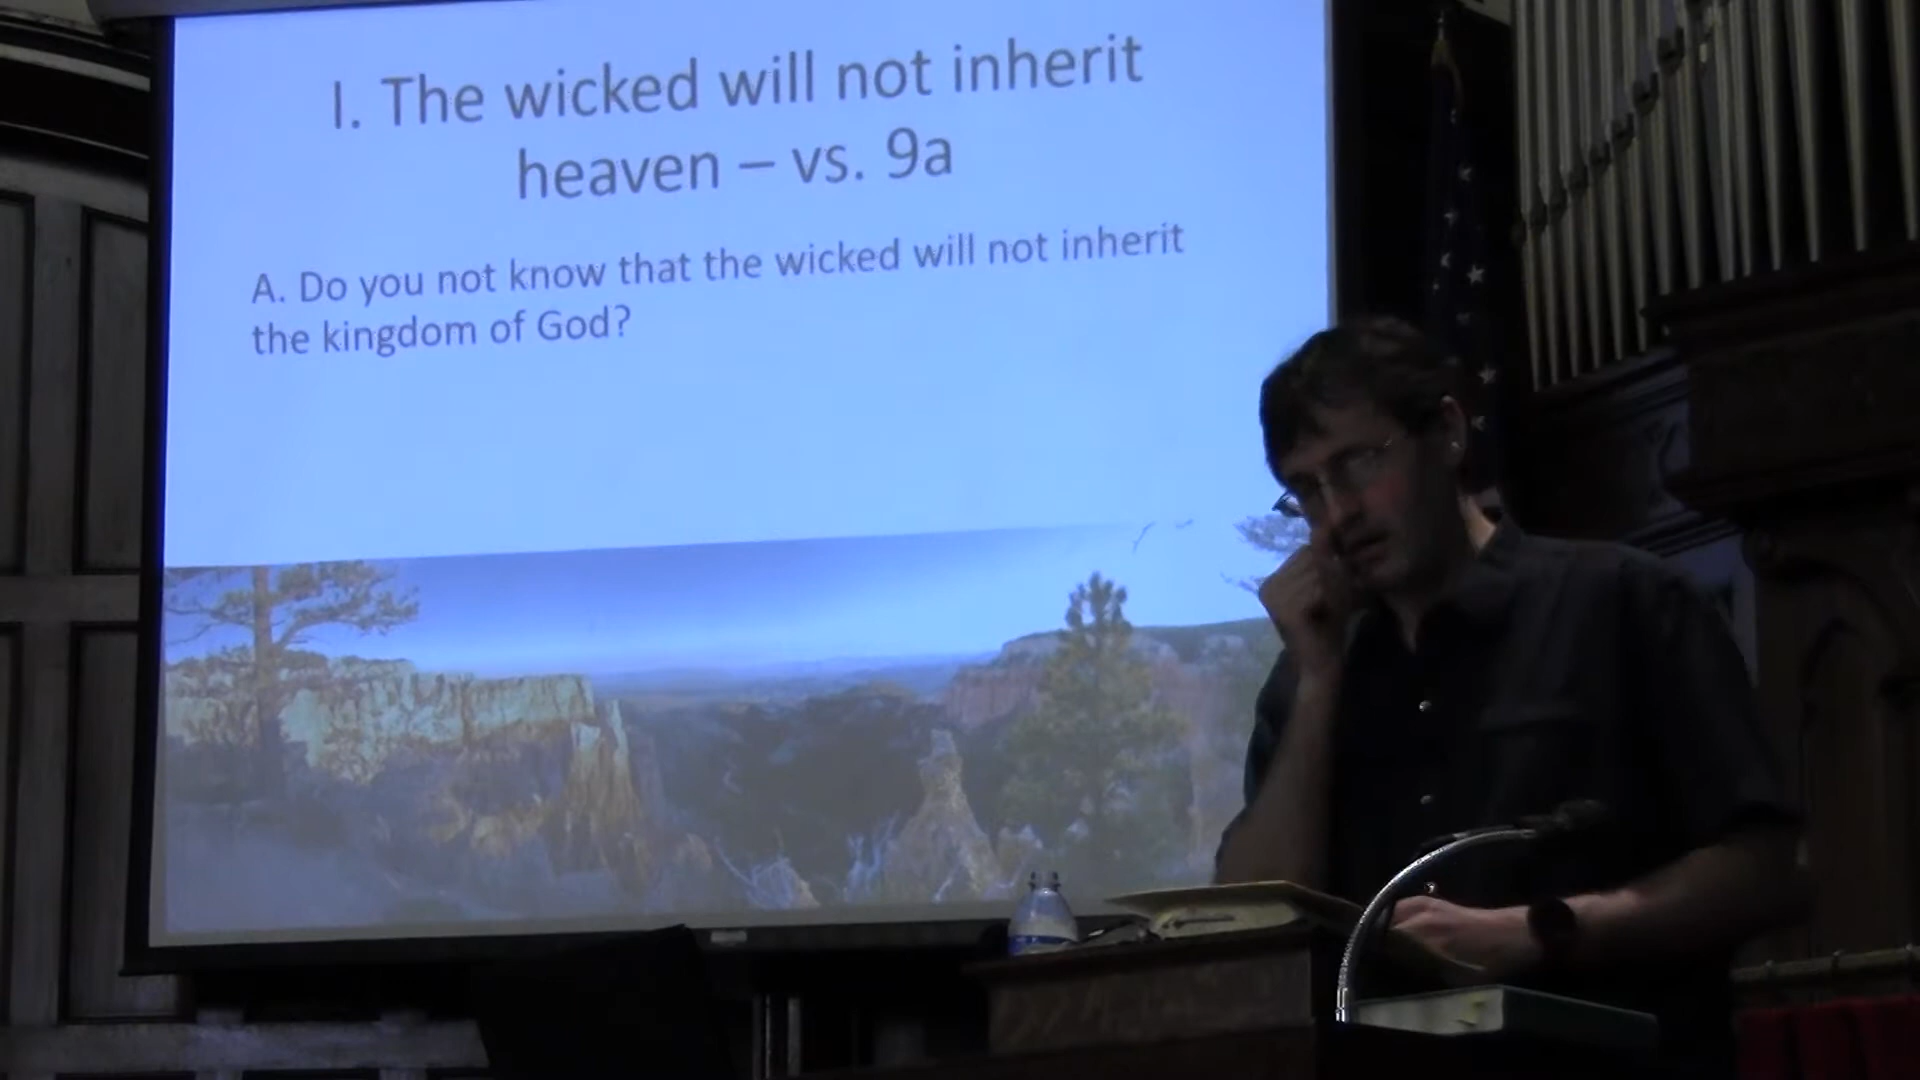 I. The wicked will not inherit
heaven – vs. 9a
A. Do you not know that the wicked will not inherit
the kingdom of God?